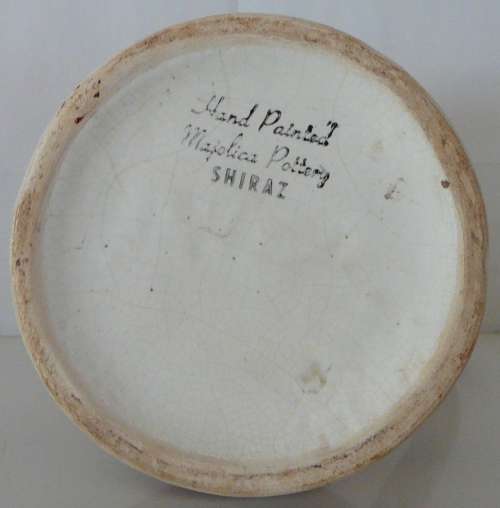 Hand Painted
Majolica Pottery
SHIRAZ